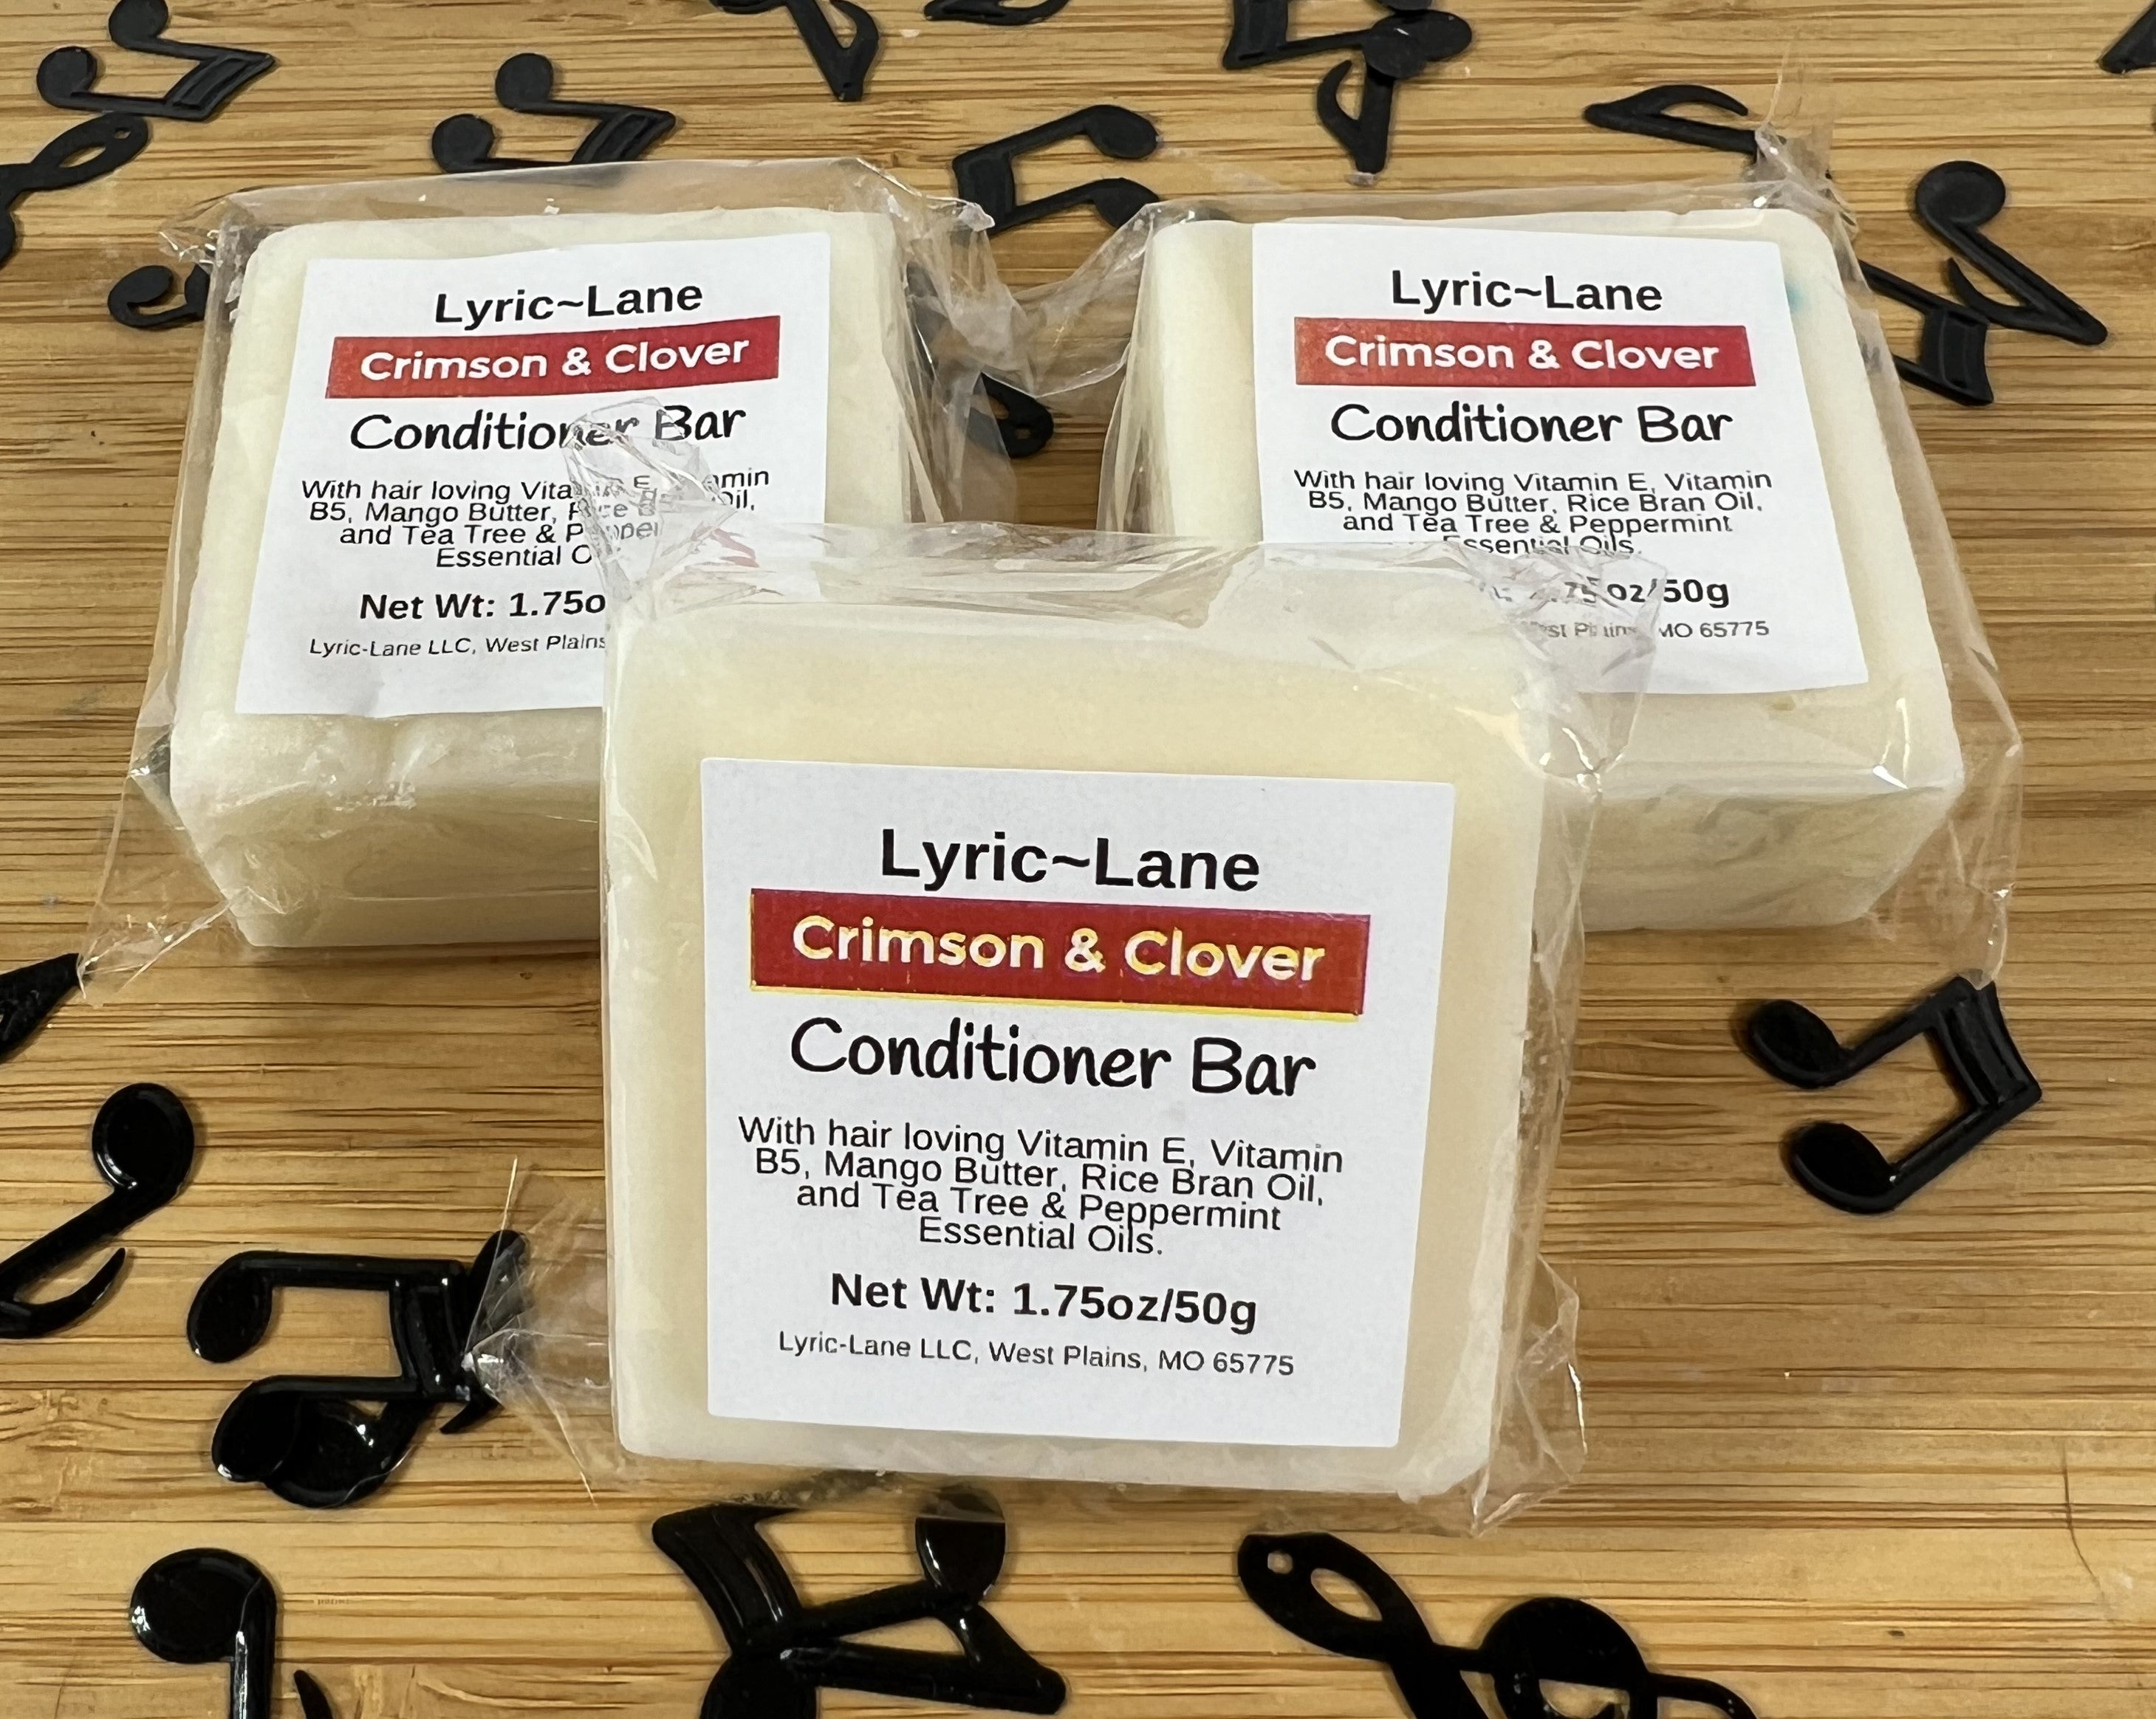 Lyric~Lane
Crimson & Clover
Conditioner Bar
With hair loving Vitamin
B5, Mango Butter,
and Tea Tree &
Essential
Net Wt: 1.75o
Lyric-Lane LLC, West Plains
Lyric~Lane
Crimson & Clover
Conditioner Bar
With hair loving Vitamin E, Vitamin
B5, Mango Butter, Rice Bran Oil,
and Tea Tree & Peppermint
Essential Oils.
oz/50g
MO 65775
Lyric~Lane
Crimson & Clover
Conditioner Bar
With hair loving Vitamin E, Vitamin
B5, Mango Butter, Rice Bran Oil,
and Tea Tree & Peppermint
Essential Oils.
Net Wt: 1.75oz/50g
Lyric-Lane LLC, West Plains, MO 65775